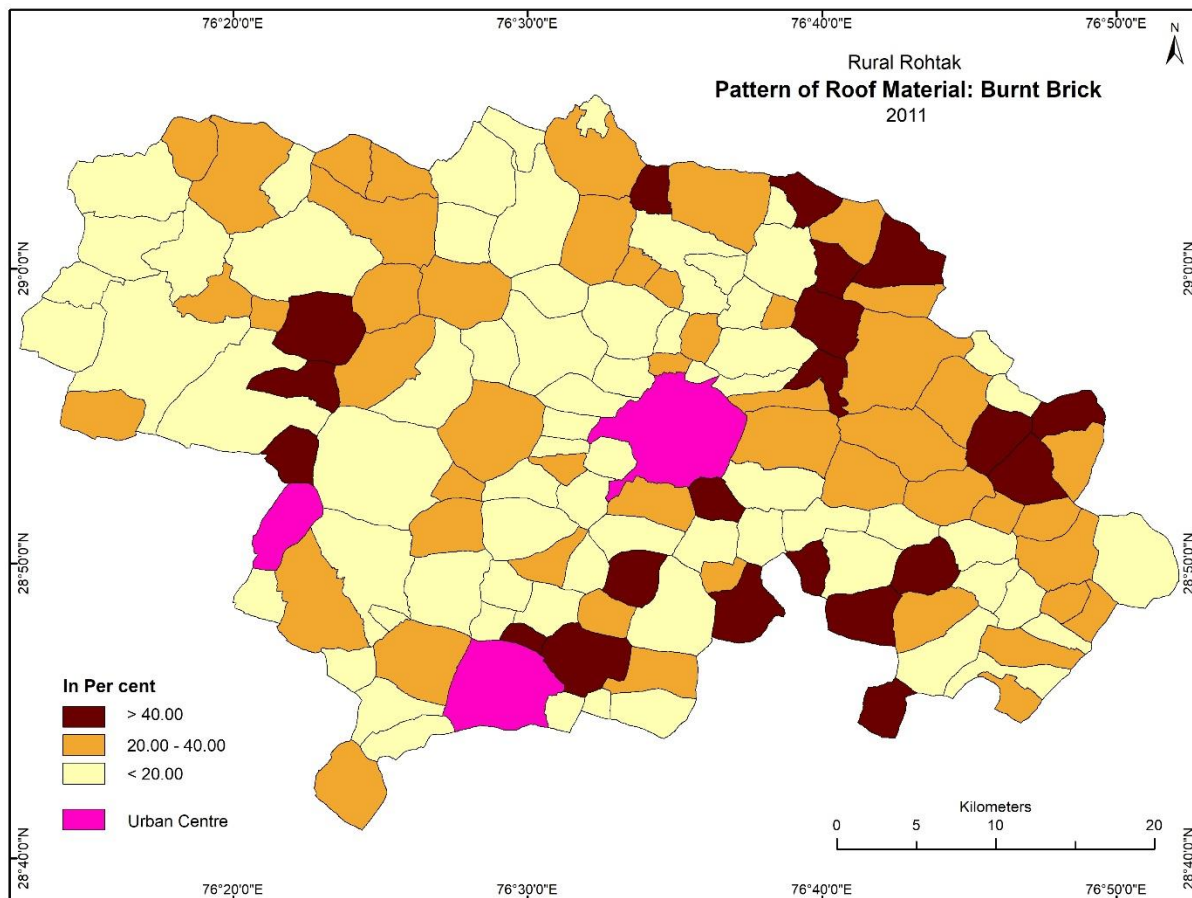 76°20'0"E 76°30'0"E 76°40'0"E 76°50'0"E
N
Rural Rohtak
Pattern of Roof Material: Burnt Brick
2011
29°0'0"N 29°0'0"N
28°50'0"N 28°50'0"N
In Per cent
> 40.00
20.00 - 40.00
< 20.00
Urban Centre
Kilometers
0 5 10 20
28°40'0"N 28°40'0"N
76°20'0"E 76°30'0"E 76°40'0"E 76°50'0"E